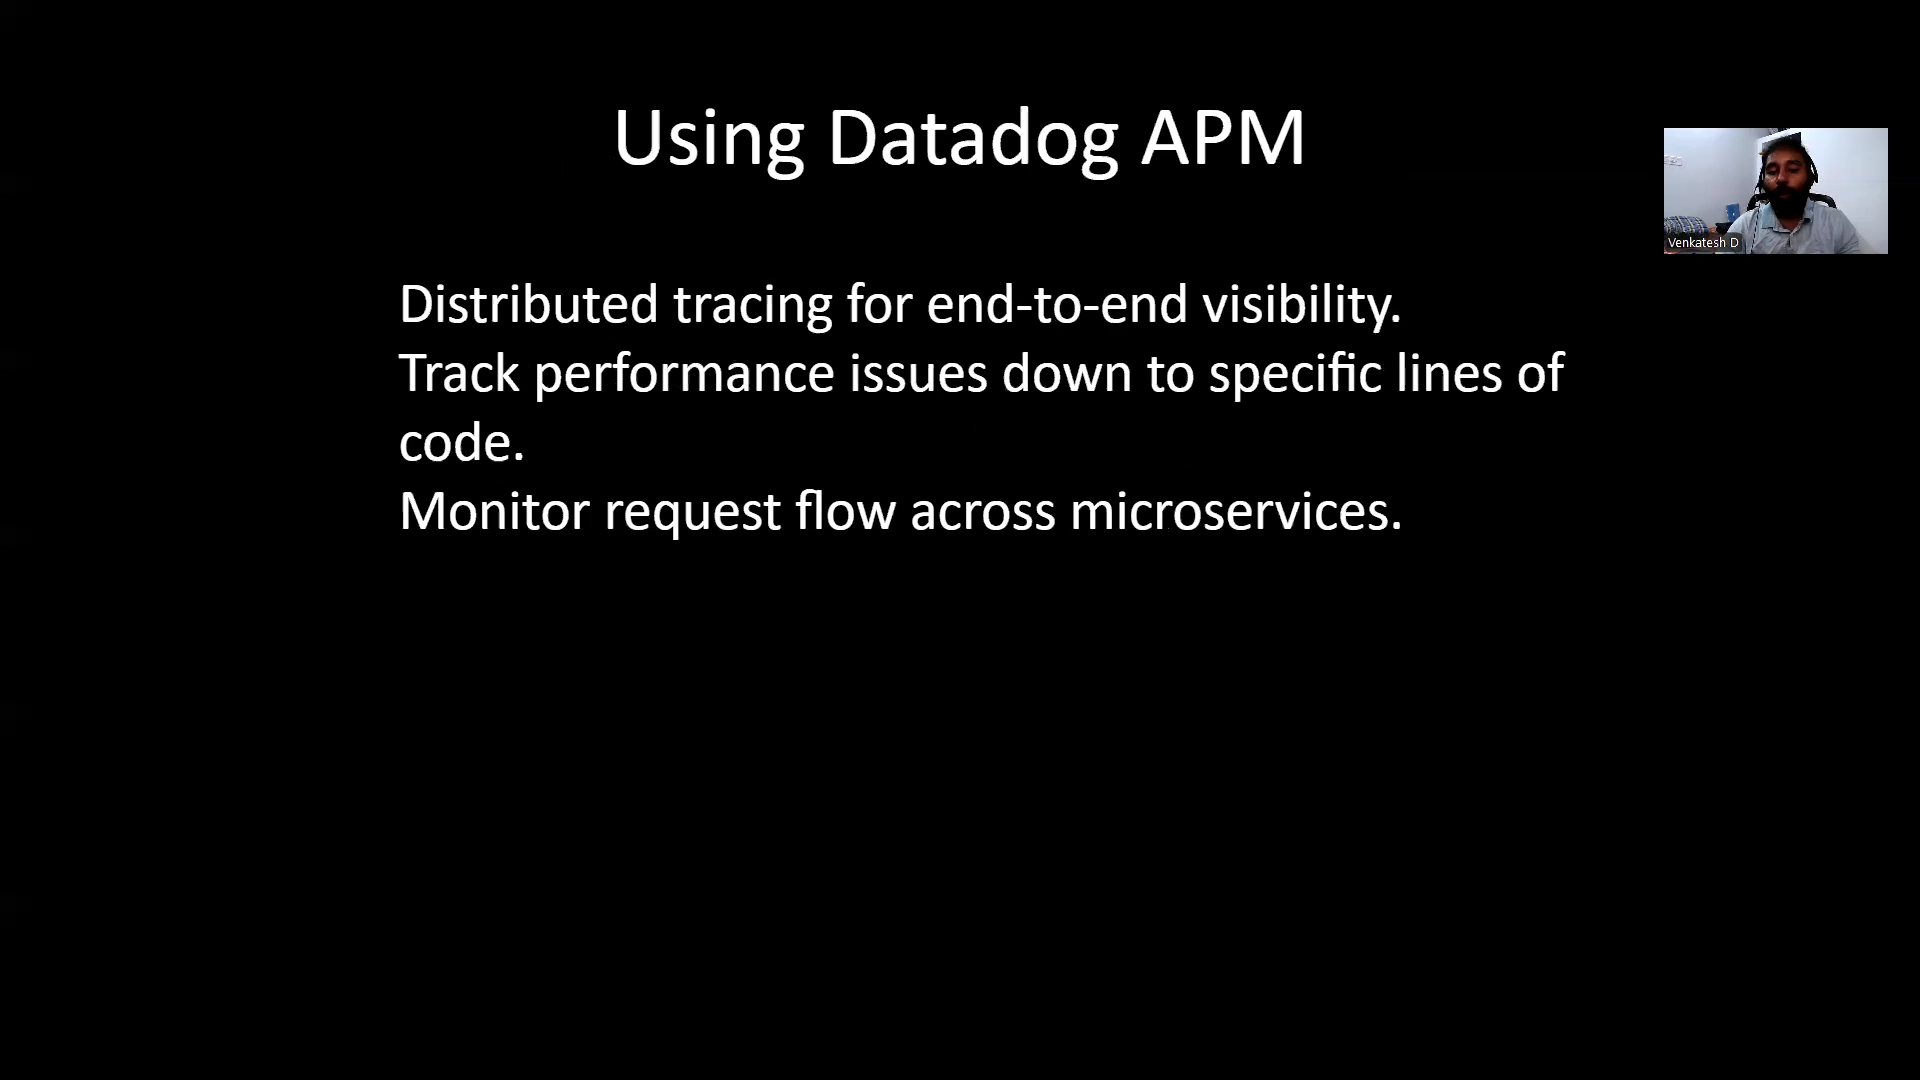 Using Datadog APM
Venkatesh D
Distributed tracing for end-to-end visibility.
Track performance issues down to specific lines of
code.
Monitor request flow across microservices.